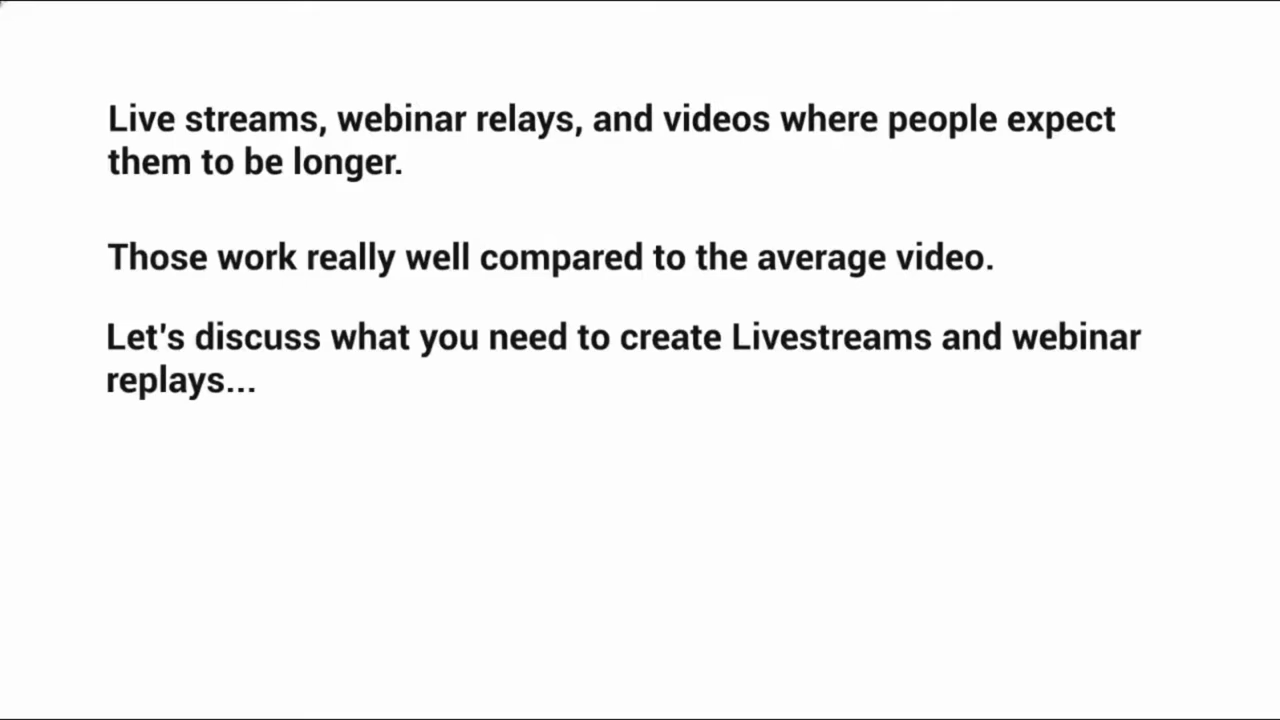 Live streams, webinar relays, and videos where people expect
them to be longer.
Those work really well compared to the average video.
Let's discuss what you need to create Livestreams and webinar
replays...